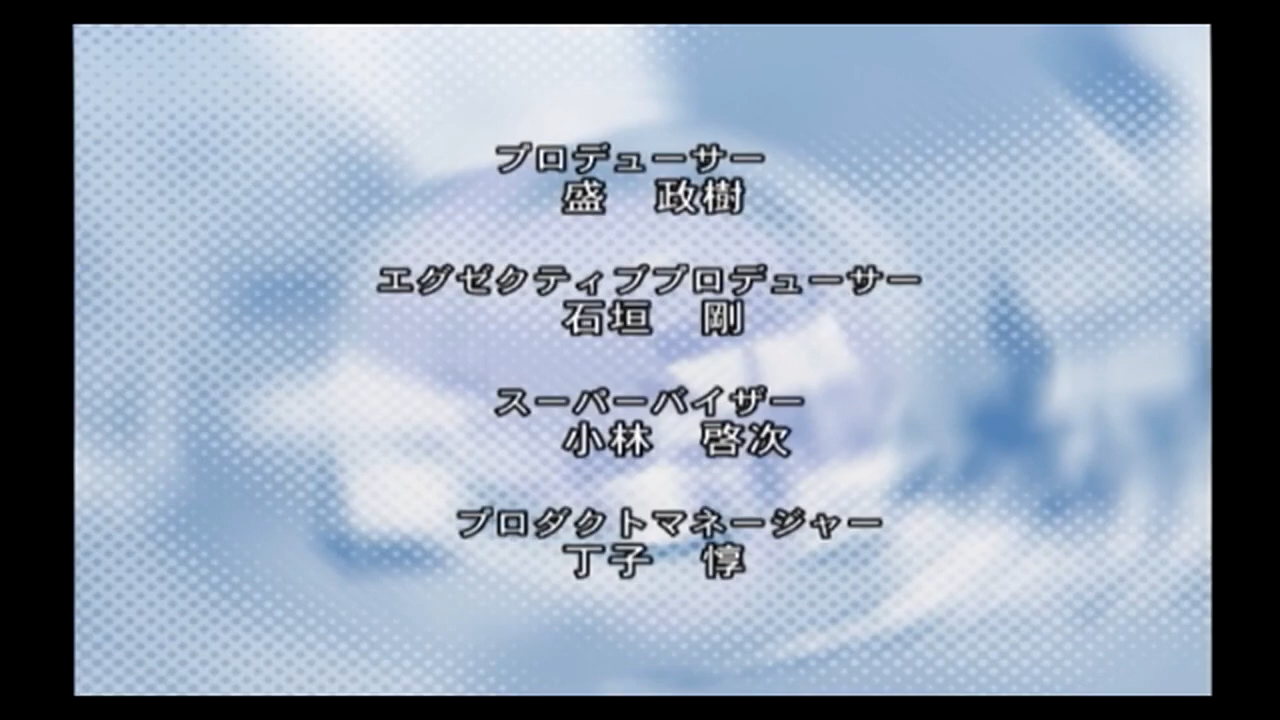 プロデューサー
盛　政樹
エグゼクティブプロデューサー
石垣　剛
スーパーバイザー
小林　啓次
プロダクトマネージャー
丁子　惇